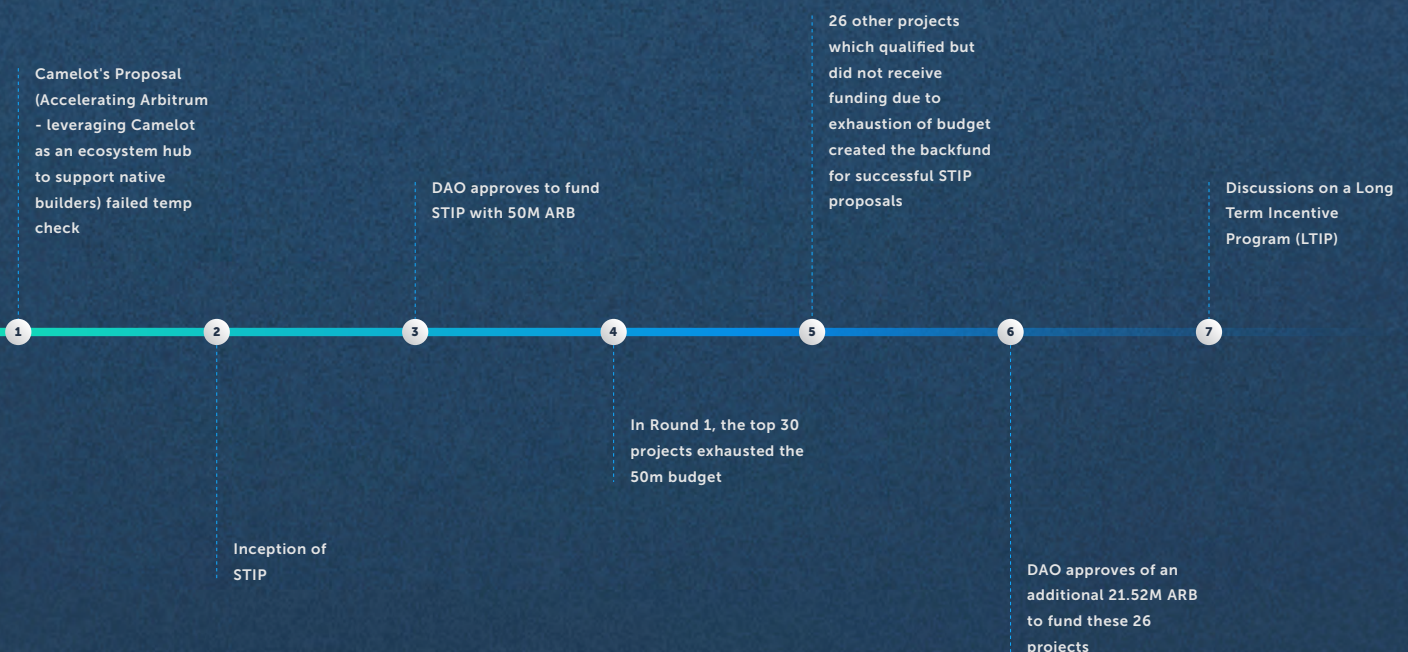 Camelot's Proposal
(Accelerating Arbitrum
- leveraging Camelot
as an ecosystem hub
to support native
builders) failed temp
check
DAO approves to fund
STIP with 50M ARB
26 other projects
which qualified but
did not receive
funding due to
exhaustion of budget
created the backfund
for successful STIP
proposals
Discussions on a Long
Term Incentive
Program (LTIP)
1
2
3
4
5
6
7
Inception of
STIP
In Round 1, the top 30
projects exhausted the
50m budget
DAO approves of an
additional 21.52M ARB
to fund these 26
projects